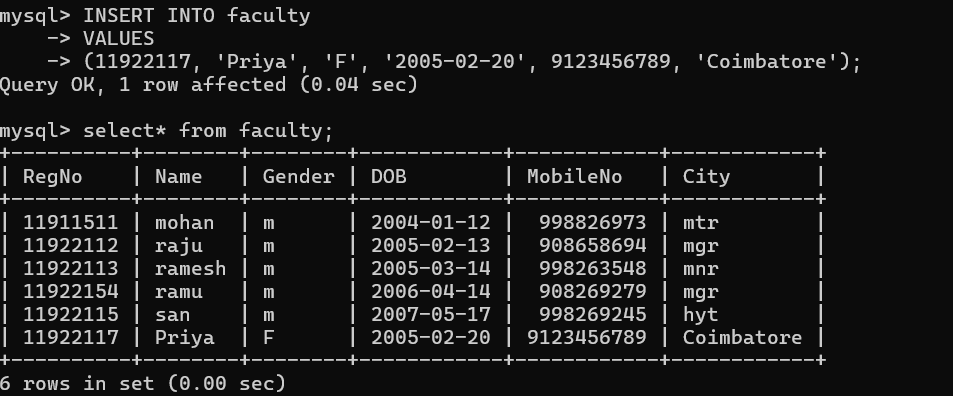 mysql> INSERT INTO faculty
    -> VALUES
    -> (11922117, 'Priya', 'F', '2005-02-20', 9123456789, 'Coimbatore');
Query OK, 1 row affected (0.04 sec)

mysql> select* from faculty;
+----------+--------+--------+------------+------------+------------+
| RegNo    | Name   | Gender | DOB        | MobileNo   | City       |
+----------+--------+--------+------------+------------+------------+
| 11911511 | mohan  | m      | 2004-01-12 |  998826973 | mtr        |
| 11922112 | raju   | m      | 2005-02-13 |  908658694 | mgr        |
| 11922113 | ramesh | m      | 2005-03-14 |  998263548 | mnr        |
| 11922154 | ramu   | m      | 2006-04-14 |  908269279 | mgr        |
| 11922115 | san    | m      | 2007-05-17 |  998269245 | hyt        |
| 11922117 | Priya  | F      | 2005-02-20 | 9123456789 | Coimbatore |
+----------+--------+--------+------------+------------+------------+
6 rows in set (0.00 sec)